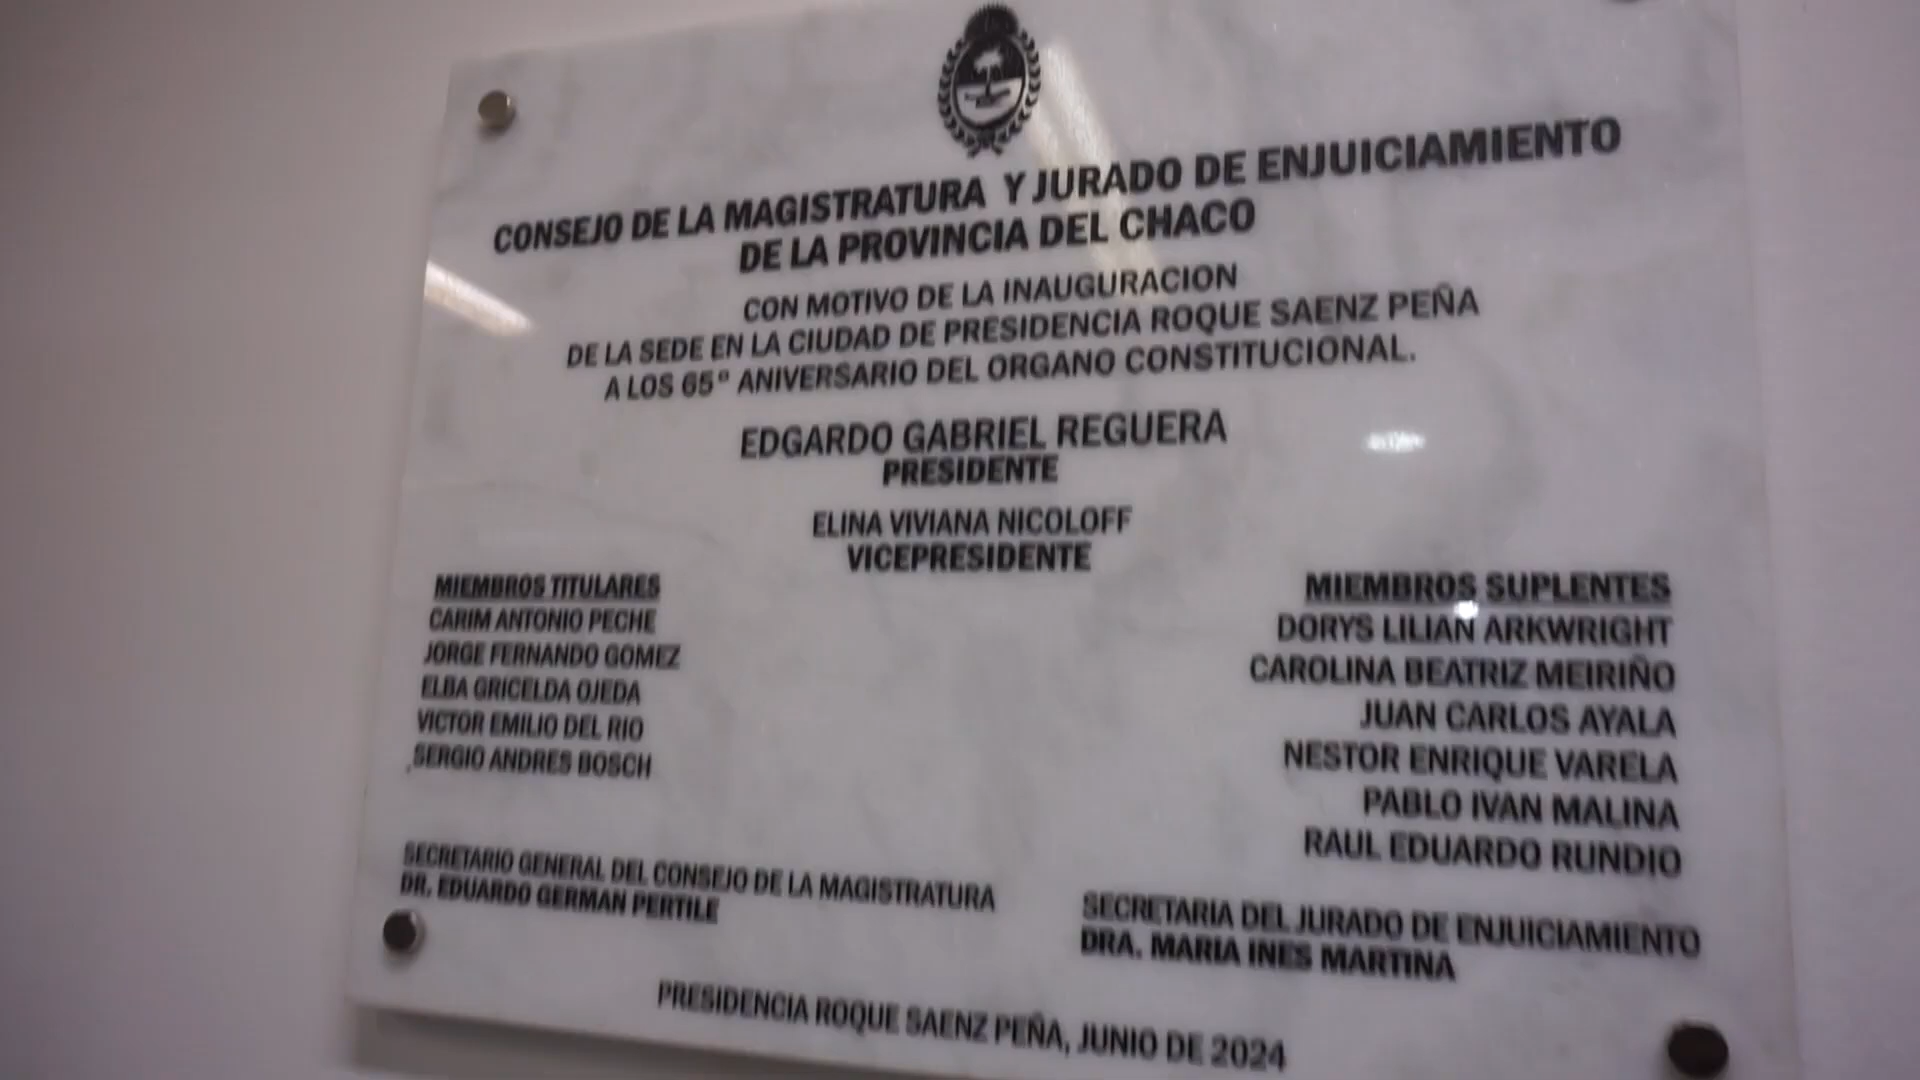 CONSEJO DE LA MAGISTRATURA Y JURADO DE ENJUICIAMIENTO
DE LA PROVINCIA DEL CHACO
CON MOTIVO DE LA INAUGURACION
DE LA SEDE EN LA CIUDAD DE PRESIDENCIA ROQUE SAENZ PEÑA
A LOS 65º ANIVERSARIO DEL ORGANO CONSTITUCIONAL.
EDGARDO GABRIEL REGUERA
PRESIDENTE
ELINA VIVIANA NICOLOFF
VICEPRESIDENTE
MIEMBROS TITULARES
CARIM ANTONIO PECHE
JORGE FERNANDO GOMEZ
ELBA GRICELDA OJEDA
VICTOR EMILIO DEL RIO
SERGIO ANDRES BOSCH
MIEMBROS SUPLENTES
DORYS LILIAN ARKWRIGHT
CAROLINA BEATRIZ MEIRIÑO
JUAN CARLOS AYALA
NESTOR ENRIQUE VARELA
PABLO IVAN MALINA
RAUL EDUARDO RUNDIO
SECRETARIO GENERAL DEL CONSEJO DE LA MAGISTRATURA
DR. EDUARDO GERMAN PERTILE
SECRETARIA DEL JURADO DE ENJUICIAMIENTO
DRA. MARIA INES MARTINA
PRESIDENCIA ROQUE SAENZ PEÑA, JUNIO DE 2024